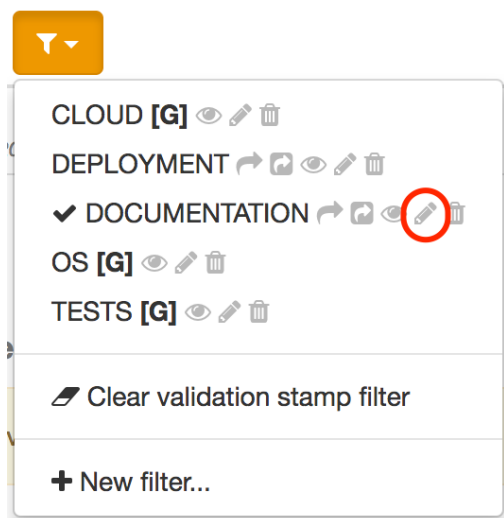 CLOUD [G]
DEPLOYMENT
DOCUMENTATION
OS [G]
TESTS [G]
Clear validation stamp filter
New filter...